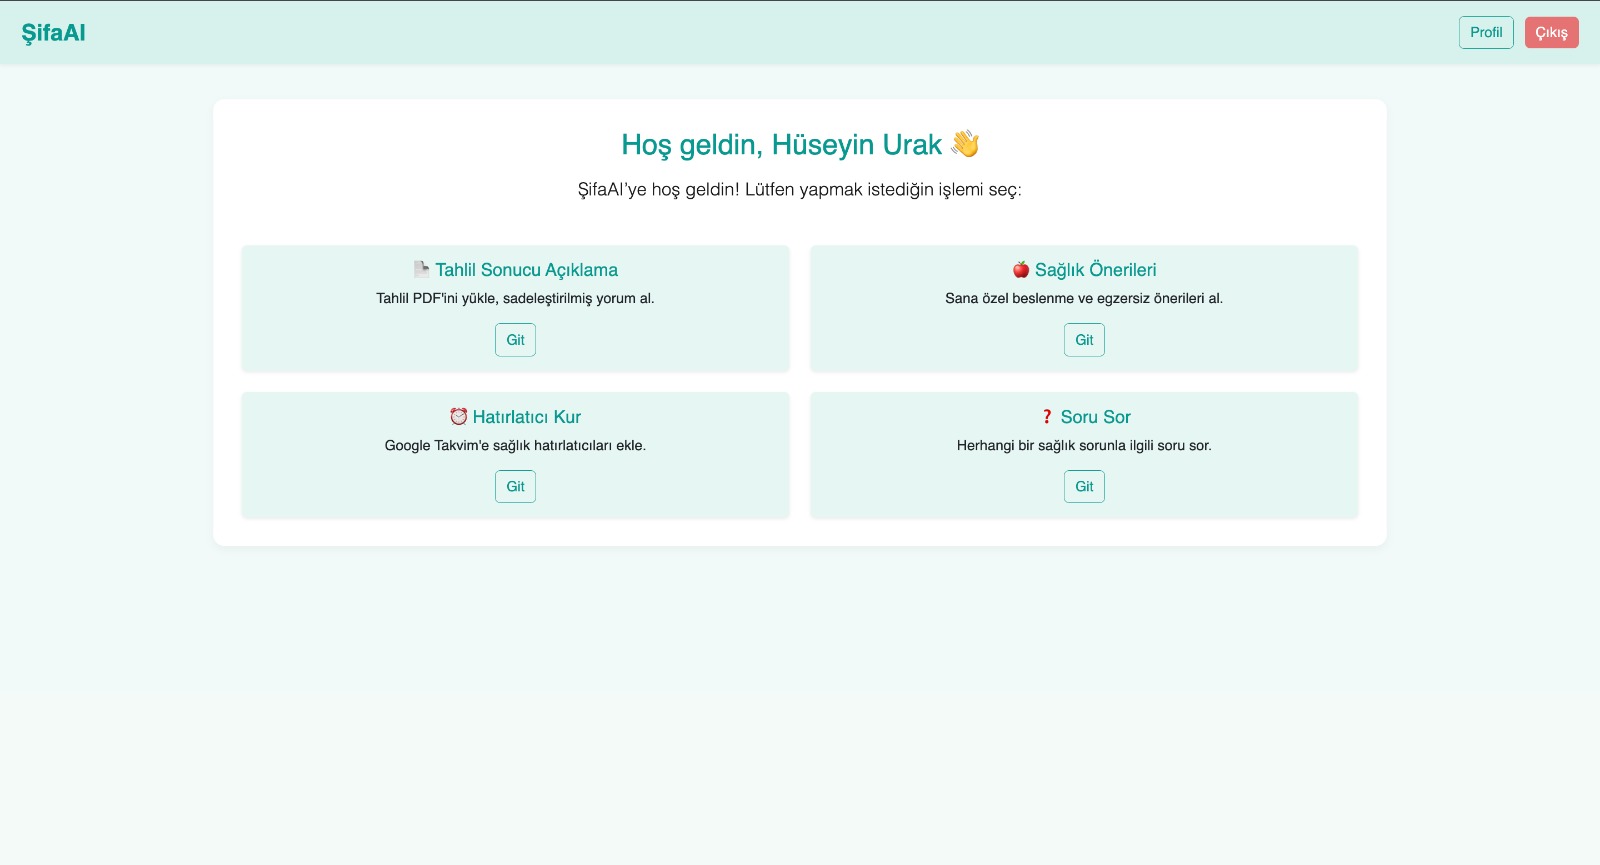 ŞifaAI
Profil
Çıkış
Hoş geldin, Hüseyin Urak 👋
ŞifaAI'ye hoş geldin! Lütfen yapmak istediğin işlemi seç:
Tahlil Sonucu Açıklama
Tahlil PDF'ini yükle, sadeleştirilmiş yorum al.
Git
🍎 Sağlık Önerileri
Sana özel beslenme ve egzersiz önerileri al.
Git
⏰ Hatırlatıcı Kur
Google Takvim'e sağlık hatırlatıcıları ekle.
Git
❓ Soru Sor
Herhangi bir sağlık sorunla ilgili soru sor.
Git